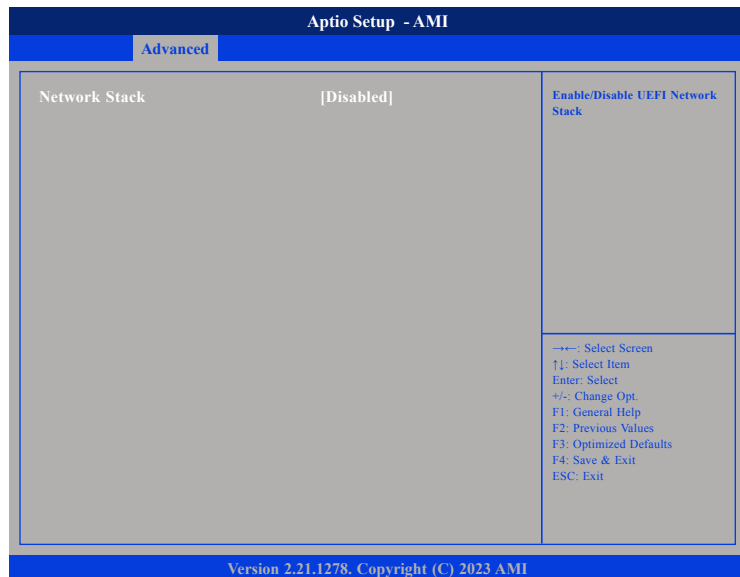 Aptio Setup - AMI
Advanced
Network Stack [Disabled]
Enable/Disable UEFI Network
Stack
→←: Select Screen
↑↓: Select Item
Enter: Select
+/-: Change Opt.
F1: General Help
F2: Previous Values
F3: Optimized Defaults
F4: Save & Exit
ESC: Exit
Version 2.21.1278. Copyright (C) 2023 AMI